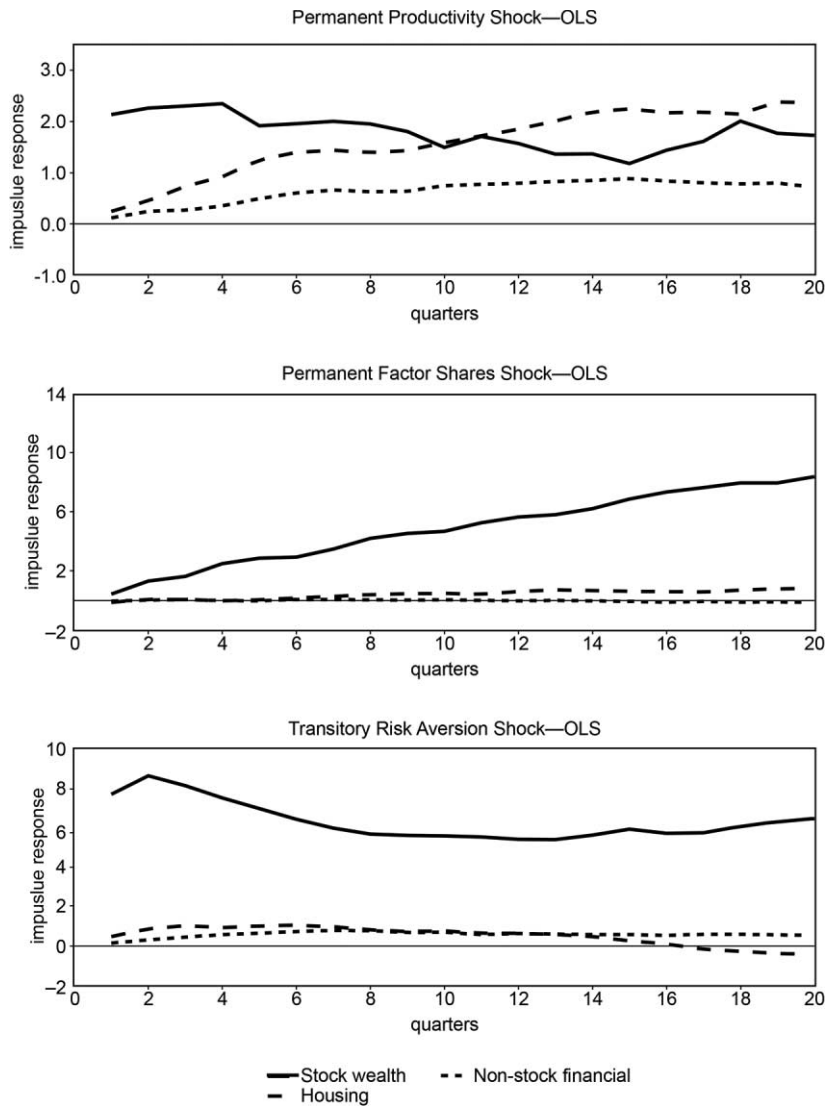 Permanent Productivity Shock—OLS
3.0
2.0
1.0
0.0
-1.0
impuslue response
0 2 4 6 8 10 12 14 16 18 20
quarters
Permanent Factor Shares Shock—OLS
14
10
6
2
−2
impuslue response
0 2 4 6 8 10 12 14 16 18 20
quarters
Transitory Risk Aversion Shock—OLS
10
8
6
4
2
0
−2
impuslue response
0 2 4 6 8 10 12 14 16 18 20
quarters
Stock wealth Non-stock financial
Housing